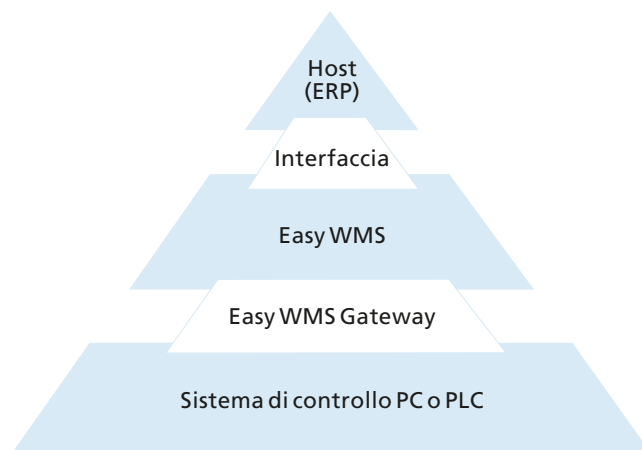 Host
(ERP)
Interfaccia
Easy WMS
Easy WMS Gateway
Sistema di controllo PC o PLC